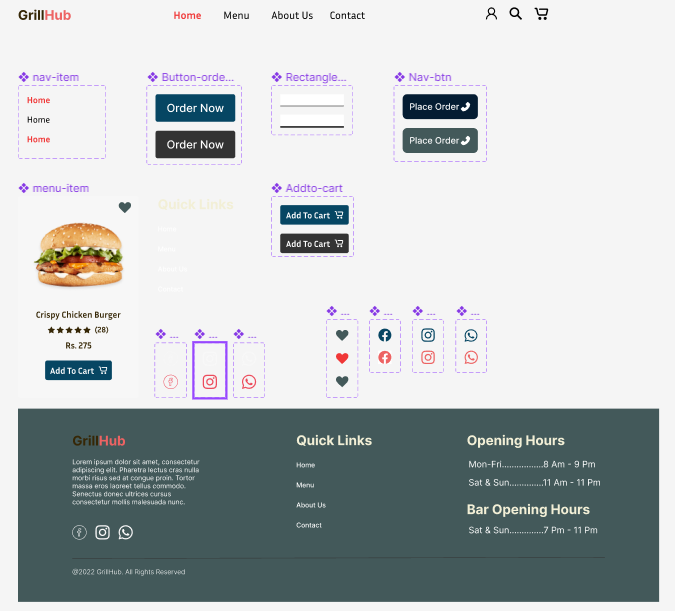 GrillHub
Home Menu About Us Contact
nav-item
Home
Home
Home
Button-orde...
Order Now
Order Now
Rectangle...
Nav-btn
Place Order
Place Order
menu-item
Crispy Chicken Burger
(28)
Rs. 275
Add To Cart
Quick Links
Addto-cart
Add To Cart
Add To Cart
...
...
...
...
...
...
...
GrillHub
Lorem ipsum dolor sit amet, consectetur
adipiscing elit. Pharetra lectus cras nulla
morbi risus sed at congue proin. Tortor
massa eros laoreet tellus commodo.
Senectus donec ultrices cursus
consectetur mollis malesuada nunc.
Quick Links
Home
Menu
About Us
Contact
Opening Hours
Mon-Fri................8 Am - 9 Pm
Sat & Sun.............11 Am - 11 Pm
Bar Opening Hours
Sat & Sun.............7 Pm - 11 Pm
@2022 GrillHub. All Rights Reserved